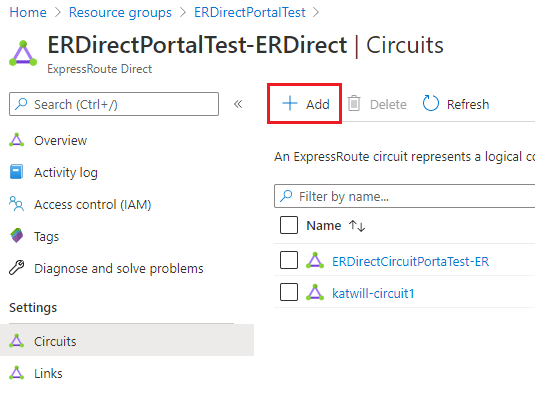 Home > Resource groups > ERDirectPortalTest >
ERDirectPortalTest-ERDirect | Circuits
ExpressRoute Direct
Search (Ctrl+/)
«
Add
Delete
Refresh
Overview
Activity log
Access control (IAM)
Tags
Diagnose and solve problems
Settings
Circuits
Links
An ExpressRoute circuit represents a logical co
Filter by name...
Name ↑↓
ERDirectCircuitPortaTest-ER
katwill-circuit1